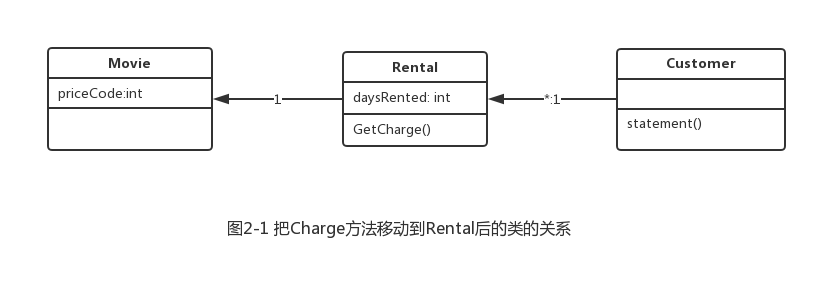 Movie
priceCode:int
1
Rental
daysRented: int
GetCharge()
*:1
Customer
statement()
图2-1 把Charge方法移动到Rental后的类的关系